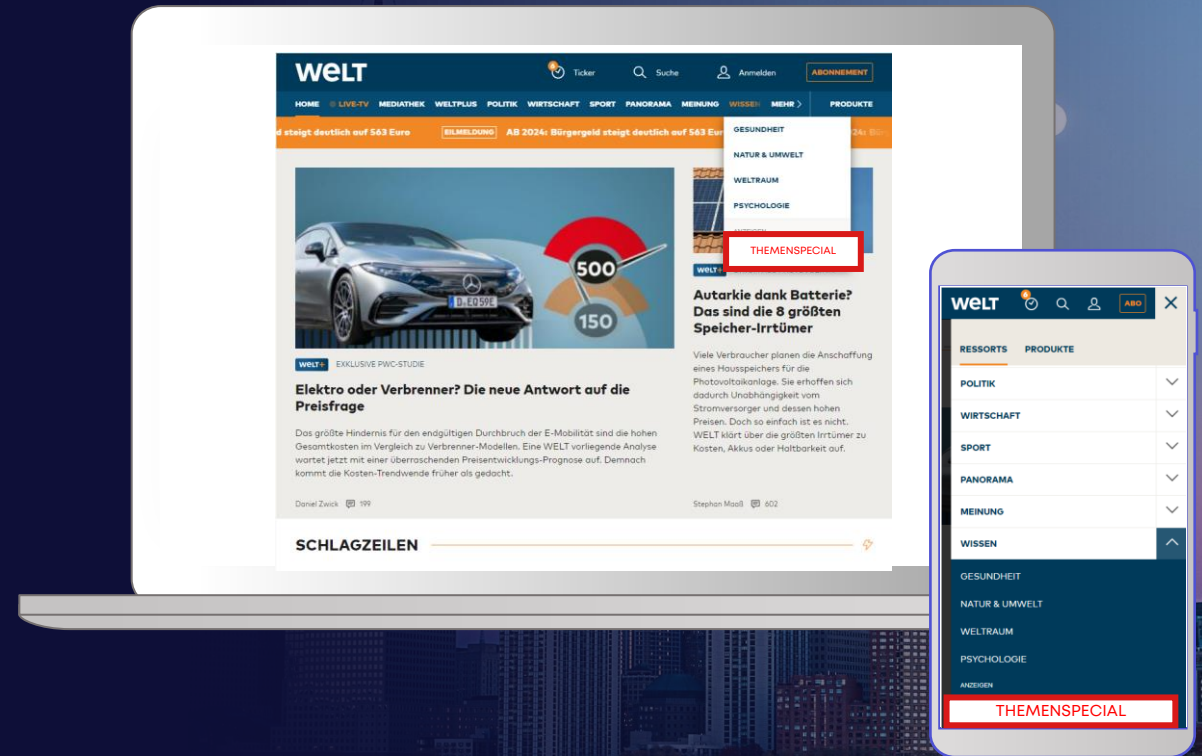 WELT
Ticker
Suche
Anmelden
ABONNEMENT
HOME LIVE-TV MEDIATHEK WELTPLUS POLITIK WIRTSCHAFT SPORT PANORAMA MEINUNG WISSEN MEHR PRODUKTE
d steigt deutlich auf 563 Euro EILMELDUNG AB 2024: Bürgergeld steigt deutlich auf 563 Eur
GESUNDHEIT
NATUR & UMWELT
WELTRAUM
PSYCHOLOGIE
ANZEIGEN
THEMENSPECIAL
500
150
D.EQ59E
WELT+ EXKLUSIVE PWC-STUDIE
Elektro oder Verbrenner? Die neue Antwort auf die
Preisfrage
Das größte Hindernis für den endgültigen Durchbruch der E-Mobilität sind die hohen
Gesamtkosten im Vergleich zu Verbrenner-Modellen. Eine WELT vorliegende Analyse
wartet jetzt mit einer überraschenden Preisentwicklungs-Prognose auf. Demnach
kommt die Kosten-Trendwende früher als gedacht.
Daniel Zwick 199
WELT+
Autarkie dank Batterie?
Das sind die 8 größten
Speicher-Irrtümer
Viele Verbraucher planen die Anschaffung
eines Hausspeichers für die
Photovoltaikanlage. Sie erhoffen sich
dadurch Unabhängigkeit vom
Stromversorger und dessen hohen
Preisen. Doch so einfach ist es nicht.
WELT klärt über die größten Irrtümer zu
Kosten, Akkus oder Haltbarkeit auf.
Stephan Maaß 602
SCHLAGZEILEN
WELT
ABO
RESSORTS PRODUKTE
POLITIK
WIRTSCHAFT
SPORT
PANORAMA
MEINUNG
WISSEN
GESUNDHEIT
NATUR & UMWELT
WELTRAUM
PSYCHOLOGIE
ANZEIGEN
THEMENSPECIAL